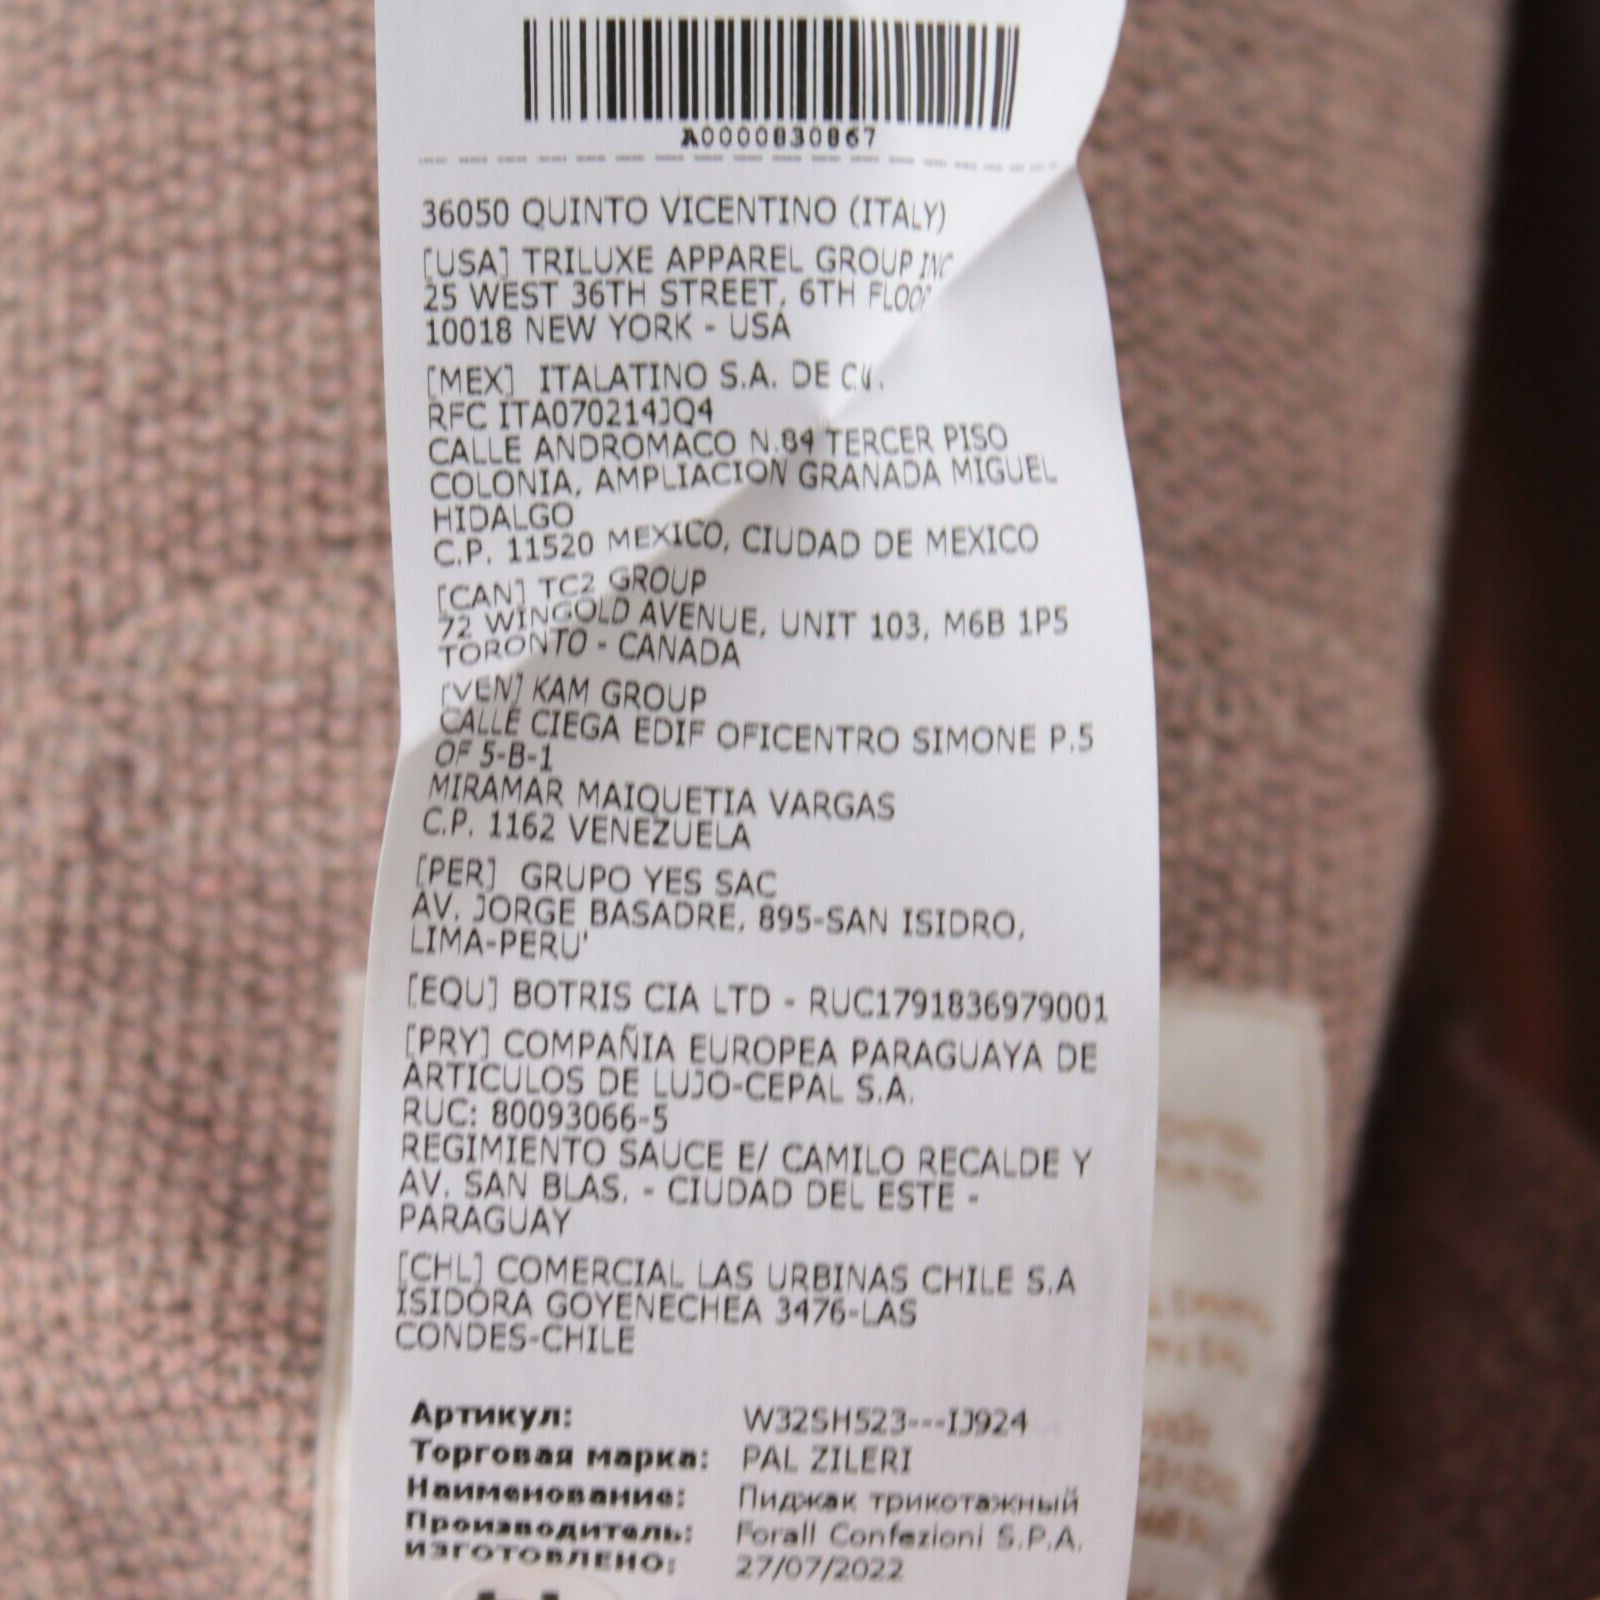 A0000830867
36050 QUINTO VICENTINO (ITALY)
[USA] TRILUXE APPAREL GROUP INC
25 WEST 36TH STREET, 6TH FLOOR
10018 NEW YORK - USA
[MEX] ITALATINO S.A. DE C.V.
RFC ITA070214JQ4
CALLE ANDROMACO N.84 TERCER PISO
COLONIA, AMPLIACION GRANADA MIGUEL
HIDALGO
C.P. 11520 MEXICO, CIUDAD DE MEXICO
[CAN] TC2 GROUP
72 WINGOLD AVENUE, UNIT 103, M6B 1P5
TORONTO - CANADA
[VEN] KAM GROUP
CALLE CIEGA EDIF OFICENTRO SIMONE P.5
OF 5-B-1
MIRAMAR MAIQUETIA VARGAS
C.P. 1162 VENEZUELA
[PER] GRUPO YES SAC
AV. JORGE BASADRE, 895-SAN ISIDRO,
LIMA-PERU'
[EQU] BOTRIS CIA LTD - RUC1791836979001
[PRY] COMPAÑIA EUROPEA PARAGUAYA DE
ARTICULOS DE LUJO-CEPAL S.A.
RUC: 80093066-5
REGIMIENTO SAUCE E/ CAMILO RECALDE Y
AV. SAN BLAS. - CIUDAD DEL ESTE -
PARAGUAY
[CHL] COMERCIAL LAS URBINAS CHILE S.A
ISIDORA GOYENECHEA 3476-LAS
CONDES-CHILE
Артикул: W32SH523---IJ924
Торговая марка: PAL ZILERI
Наименование: Пиджак трикотажный
Производитель: Forall Confezioni S.P.A.
ИЗГОТОВЛЕНО: 27/07/2022